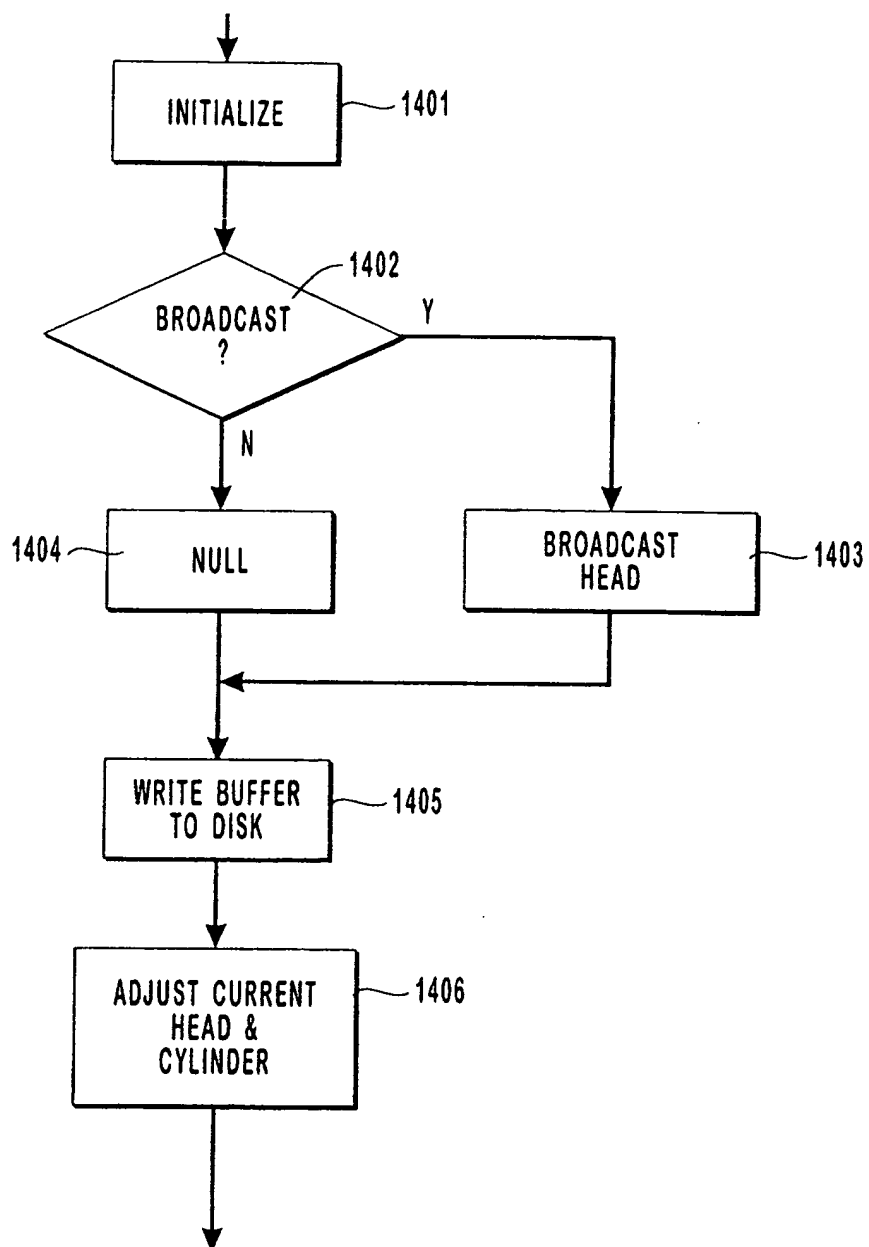 INITIALIZE
1401
1402
BROADCAST
?
Y
N
1404
NULL
BROADCAST
HEAD
1403
WRITE BUFFER
TO DISK
1405
ADJUST CURRENT
HEAD &
CYLINDER
1406